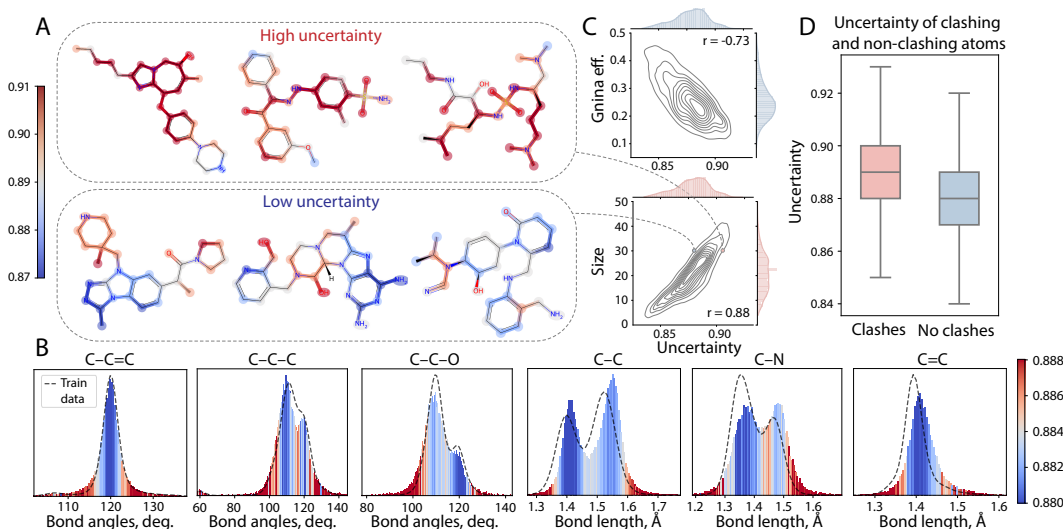 A
High uncertainty
0.91
0.90
0.89
0.88
0.87
Low uncertainty
C
r = -0.73
Gnina eff.
0.5
0.4
0.3
0.2
0.1
0.85
0.90
Size
50
40
30
20
10
0
r = 0.88
0.85
0.90
Uncertainty
D
Uncertainty of clashing
and non-clashing atoms
Uncertainty
0.92
0.90
0.88
0.86
0.84
Clashes
No clashes
B
C–C=C
Train
data
120
140
Bond angles, deg.
C–C–C
60
80
100
120
140
Bond angles, deg.
C–C–O
80
100
120
140
Bond angles, deg.
C–C
1.3
1.4
1.5
1.6
1.7
Bond length, Å
C–N
1.2
1.3
1.4
1.5
1.6
Bond length, Å
C=C
1.3
1.4
1.5
1.6
Bond length, Å
0.888
0.886
0.884
0.882
0.880